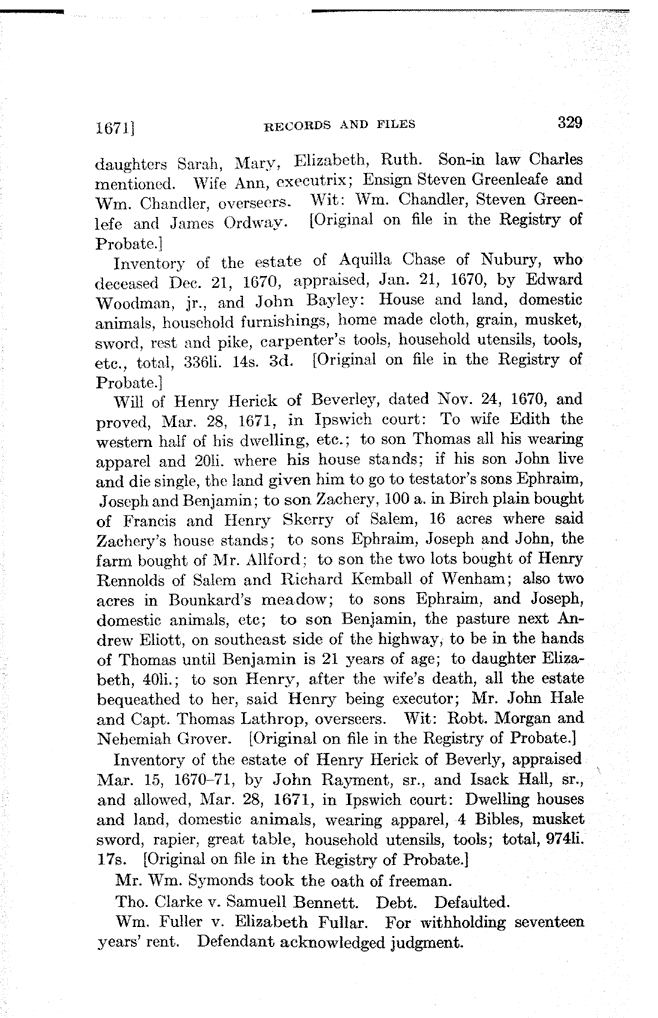 1671] RECORDS AND FILES 329
daughters Sarah, Mary, Elizabeth, Ruth. Son-in law Charles
mentioned. Wife Ann, executrix; Ensign Steven Greenleafe and
Wm. Chandler, overseers. Wit: Wm. Chandler, Steven Green-
lefe and James Ordway. [Original on file in the Registry of
Probate.]
Inventory of the estate of Aquilla Chase of Nubury, who
deceased Dec. 21, 1670, appraised, Jan. 21, 1670, by Edward
Woodman, jr., and John Bayley: House and land, domestic
animals, household furnishings, home made cloth, grain, musket,
sword, rest and pike, carpenter's tools, household utensils, tools,
etc., total, 336li. 14s. 3d. [Original on file in the Registry of
Probate.]
Will of Henry Herick of Beverley, dated Nov. 24, 1670, and
proved, Mar. 28, 1671, in Ipswich court: To wife Edith the
western half of his dwelling, etc.; to son Thomas all his wearing
apparel and 20li. where his house stands; if his son John live
and die single, the land given him to go to testator's sons Ephraim,
Joseph and Benjamin; to son Zachery, 100 a. in Birch plain bought
of Francis and Henry Skerry of Salem, 16 acres where said
Zachery's house stands; to sons Ephraim, Joseph and John, the
farm bought of Mr. Allford; to son the two lots bought of Henry
Rennolds of Salem and Richard Kemball of Wenham; also two
acres in Bounkard's meadow; to sons Ephraim, and Joseph,
domestic animals, etc; to son Benjamin, the pasture next An-
drew Eliott, on southeast side of the highway, to be in the hands
of Thomas until Benjamin is 21 years of age; to daughter Eliza-
beth, 40li.; to son Henry, after the wife's death, all the estate
bequeathed to her, said Henry being executor; Mr. John Hale
and Capt. Thomas Lathrop, overseers. Wit: Robt. Morgan and
Nehemiah Grover. [Original on file in the Registry of Probate.]
Inventory of the estate of Henry Herick of Beverly, appraised
Mar. 15, 1670-71, by John Rayment, sr., and Isack Hall, sr.,
and allowed, Mar. 28, 1671, in Ipswich court: Dwelling houses
and land, domestic animals, wearing apparel, 4 Bibles, musket
sword, rapier, great table, household utensils, tools; total, 974li.
17s. [Original on file in the Registry of Probate.]
Mr. Wm. Symonds took the oath of freeman.
Tho. Clarke v. Samuell Bennett. Debt. Defaulted.
Wm. Fuller v. Elizabeth Fullar. For withholding seventeen
years' rent. Defendant acknowledged judgment.